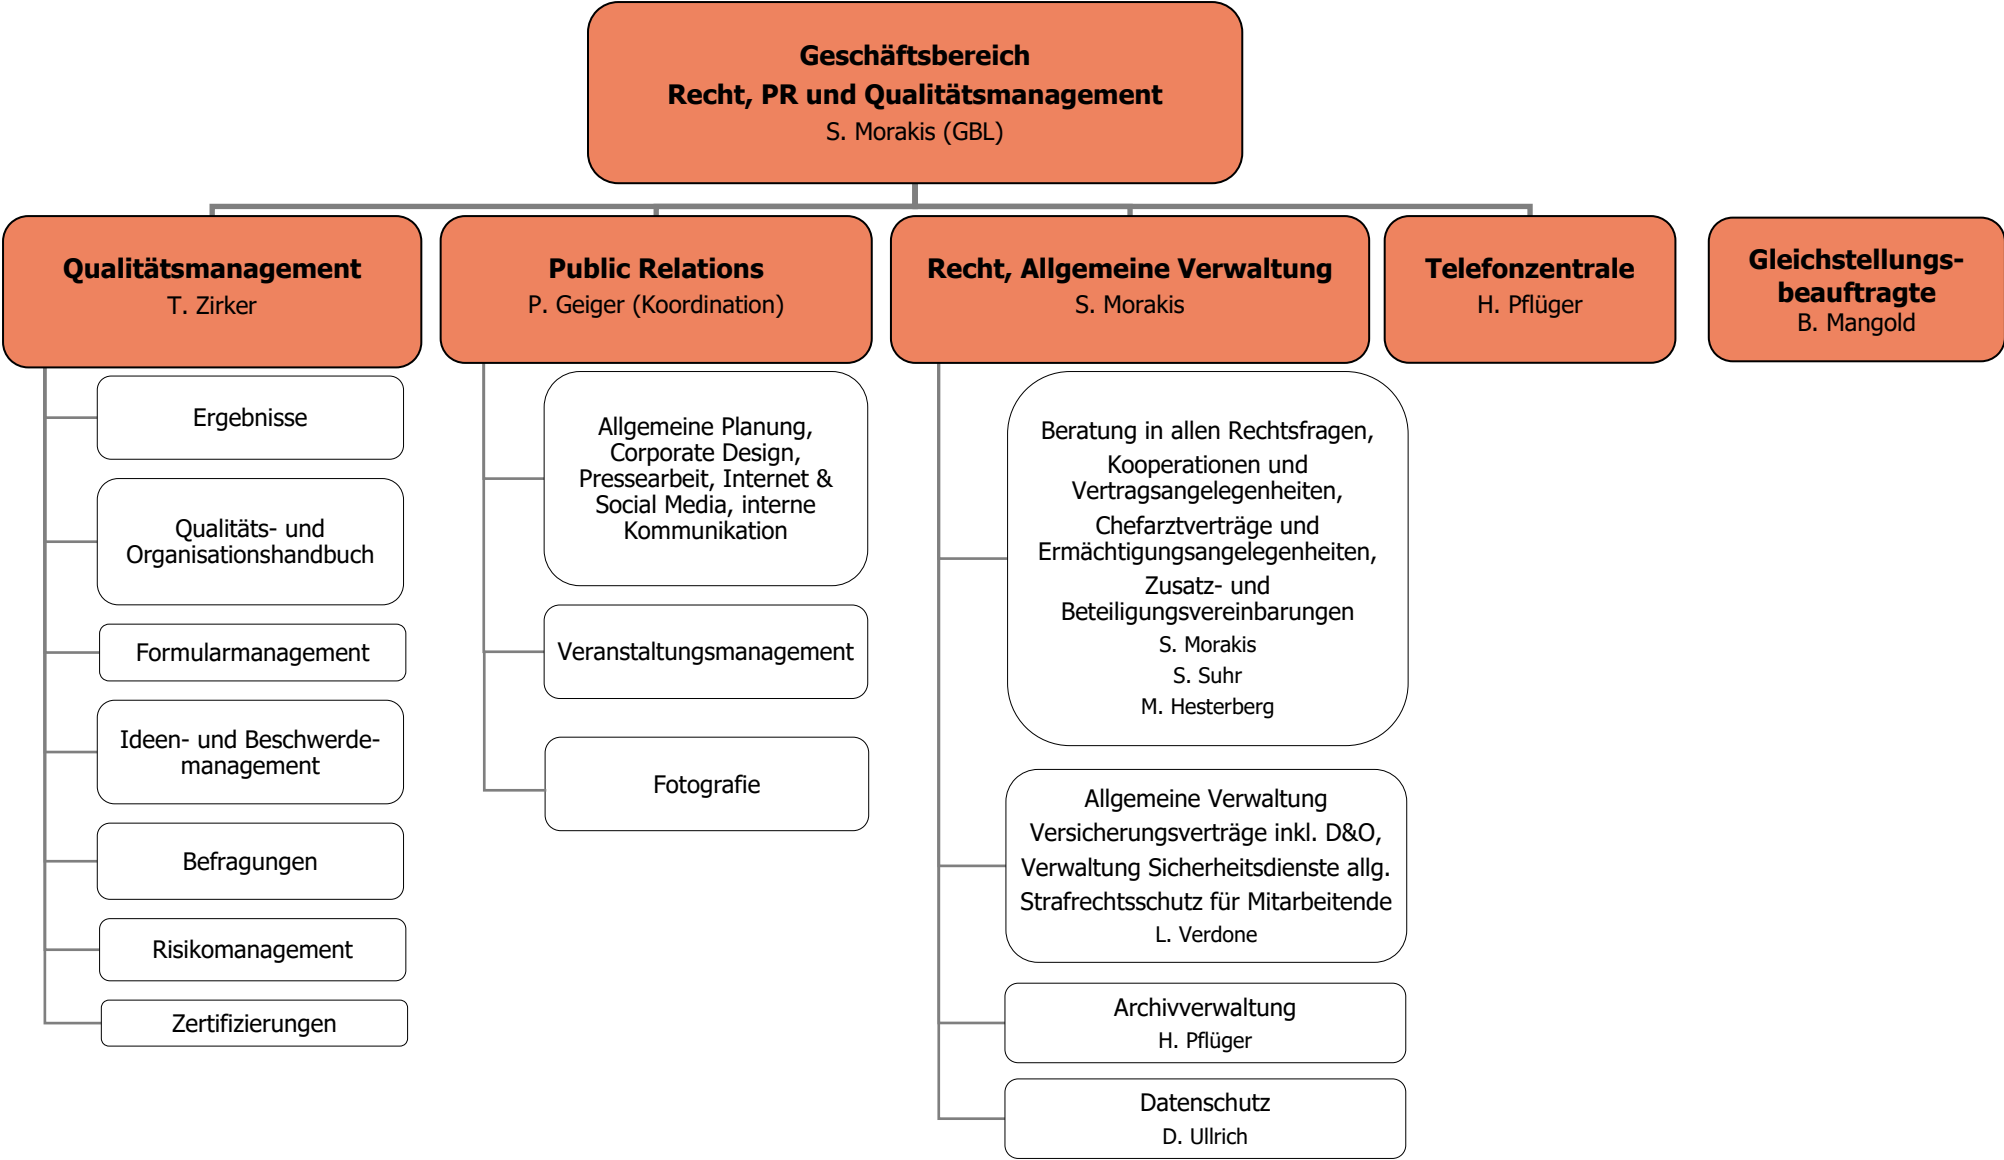 Geschäftsbereich
Recht, PR und Qualitätsmanagement
S. Morakis (GBL)
Qualitätsmanagement
T. Zirker
Ergebnisse
Qualitäts- und
Organisationshandbuch
Formularmanagement
Ideen- und Beschwerde-
management
Befragungen
Risikomanagement
Zertifizierungen
Public Relations
P. Geiger (Koordination)
Allgemeine Planung,
Corporate Design,
Pressearbeit, Internet &
Social Media, interne
Kommunikation
Veranstaltungsmanagement
Fotografie
Recht, Allgemeine Verwaltung
S. Morakis
Beratung in allen Rechtsfragen,
Kooperationen und
Vertragsangelegenheiten,
Chefarztverträge und
Ermächtigungsangelegenheiten,
Zusatz- und
Beteiligungsvereinbarungen
S. Morakis
S. Suhr
M. Hesterberg
Allgemeine Verwaltung
Versicherungsverträge inkl. D&O,
Verwaltung Sicherheitsdienste allg.
Strafrechtsschutz für Mitarbeitende
L. Verdone
Archivverwaltung
H. Pflüger
Datenschutz
D. Ullrich
Telefonzentrale
H. Pflüger
Gleichstellungs-
beauftragte
B. Mangold